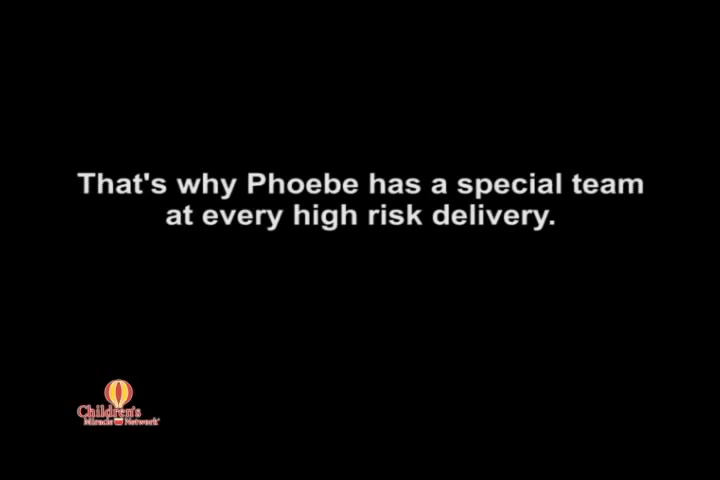 That's why Phoebe has a special team
at every high risk delivery.
Children's
Miracle Network